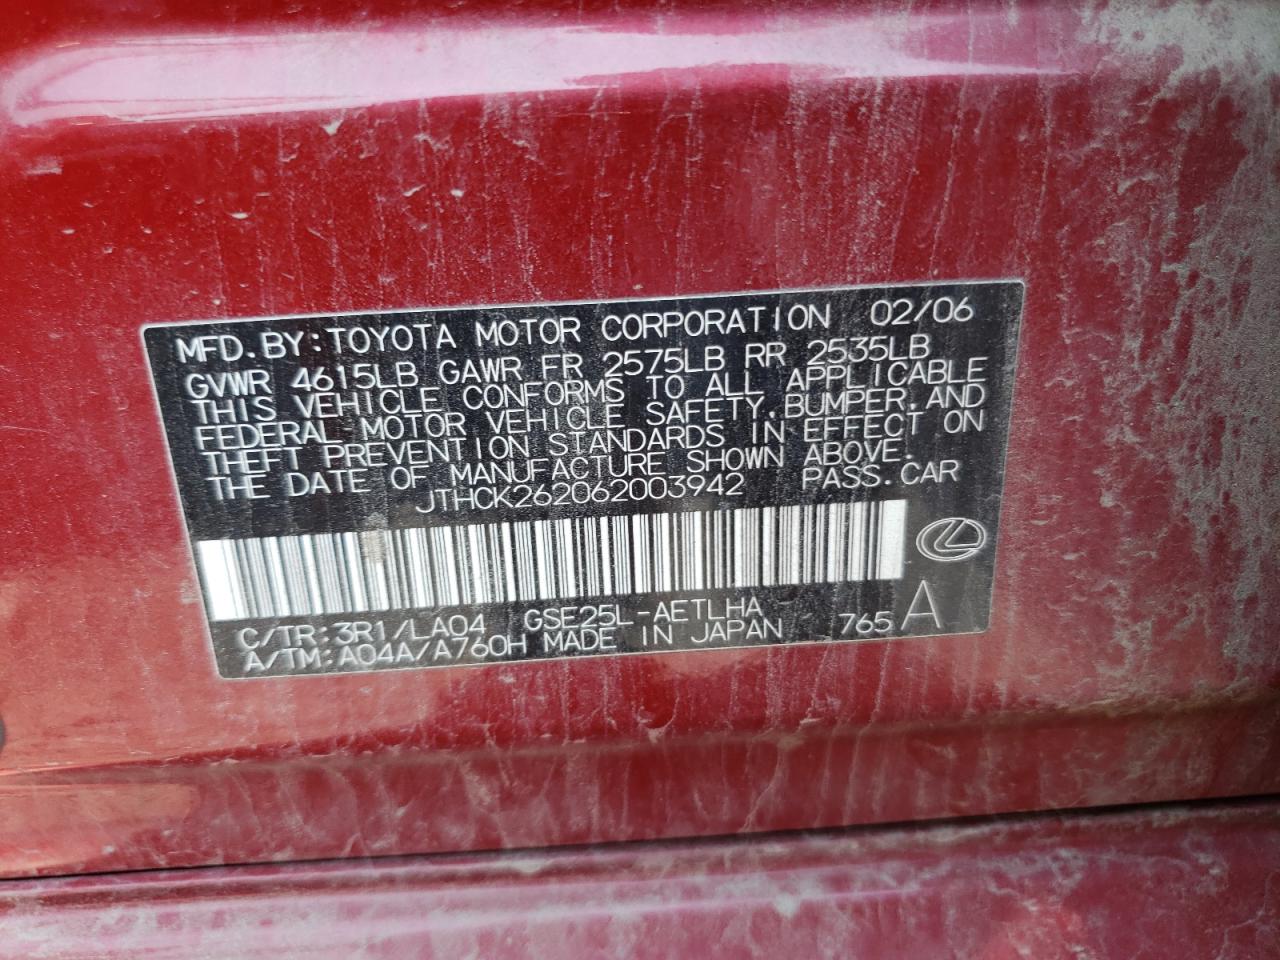 MFD.BY:TOYOTA MOTOR CORPORATION 02/06
GVWR 4615LB GAWR FR 2575LB RR 2535LB
THIS VEHICLE CONFORMS TO ALL APPLICABLE
FEDERAL MOTOR VEHICLE SAFETY,BUMPER,AND
THEFT PREVENTION STANDARDS IN EFFECT ON
THE DATE OF MANUFACTURE SHOWN ABOVE.
JTHCK262062003942 PASS.CAR
C/TR:3R1/LA04 GSE25L-AETLHA 765 A
A/TM:A04A/A760H MADE IN JAPAN